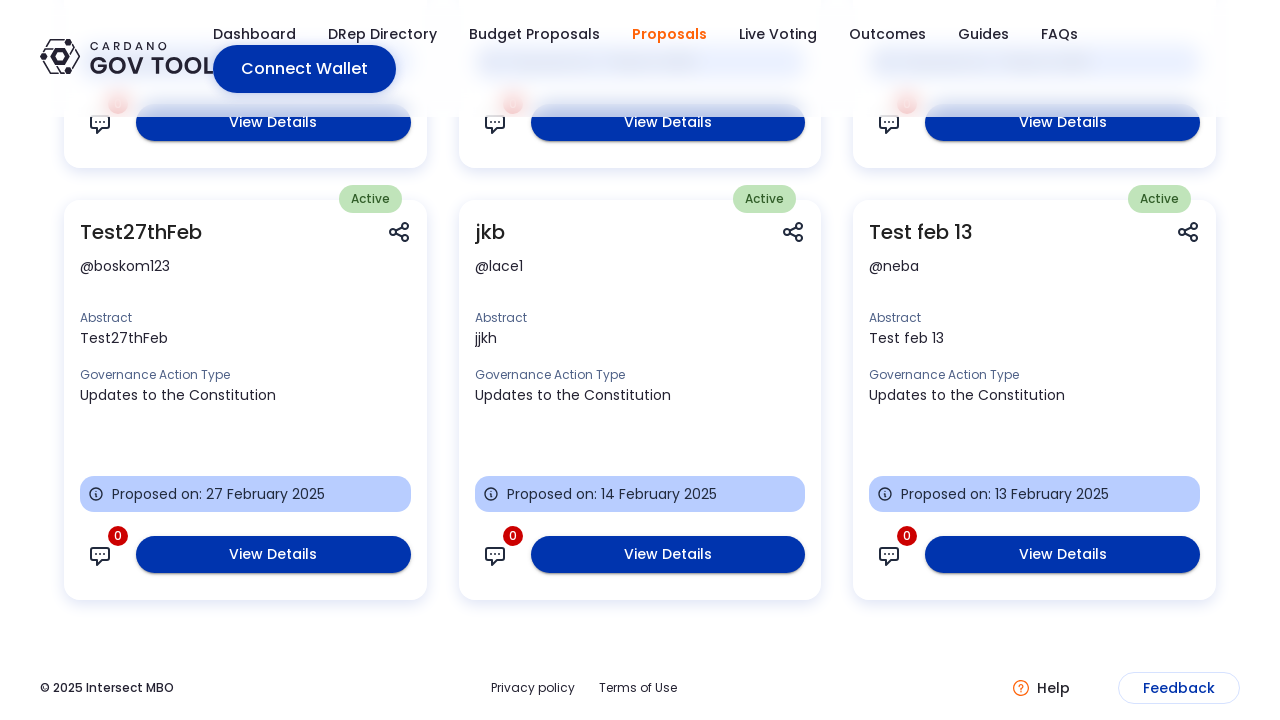 CARDANO
GOV TOOL
Dashboard
DRep Directory
Budget Proposals
Proposals
Live Voting
Outcomes
Guides
FAQs
Connect Wallet
View Details
View Details
View Details
Active
Test27thFeb
@boskom123
Abstract
Test27thFeb
Governance Action Type
Updates to the Constitution
Proposed on: 27 February 2025
0
View Details
Active
jkb
@lace1
Abstract
jjkh
Governance Action Type
Updates to the Constitution
Proposed on: 14 February 2025
0
View Details
Active
Test feb 13
@neba
Abstract
Test feb 13
Governance Action Type
Updates to the Constitution
Proposed on: 13 February 2025
0
View Details
© 2025 Intersect MBO
Privacy policy
Terms of Use
Help
Feedback